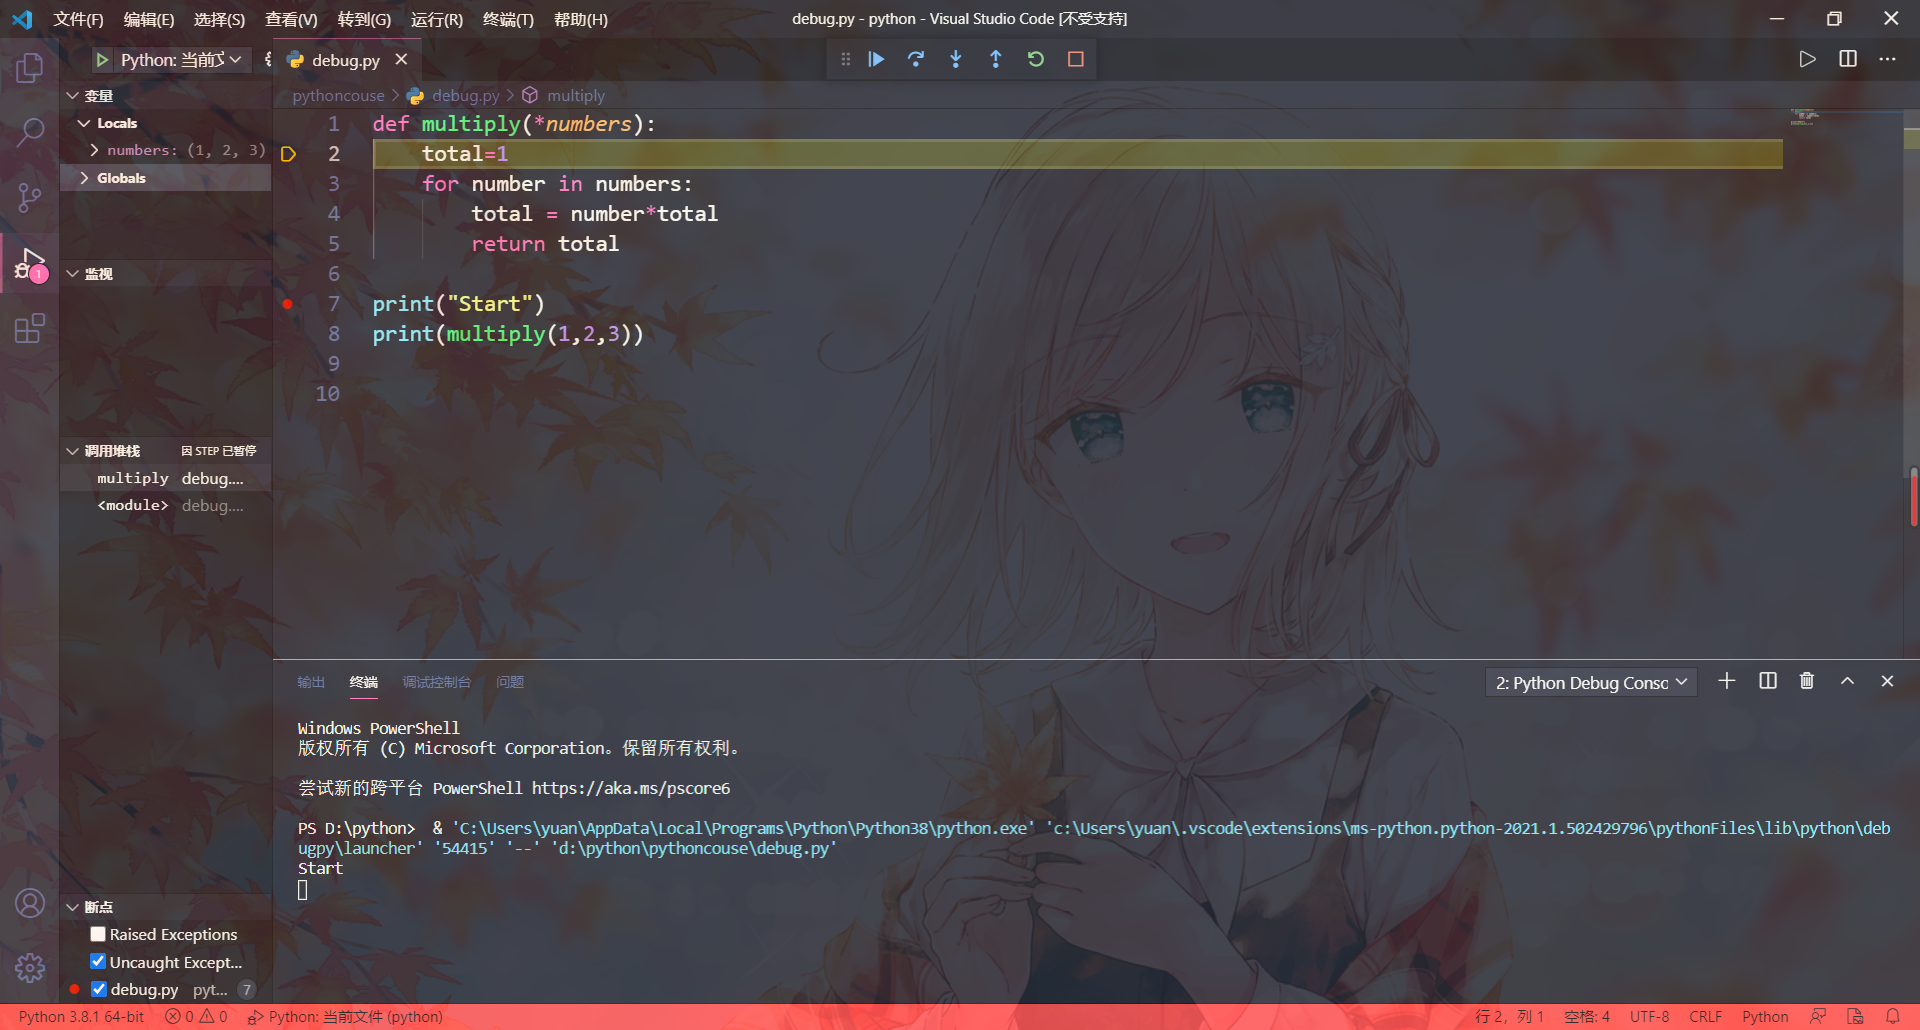 文件(F) 编辑(E) 选择(S) 查看(V) 转到(G) 运行(R) 终端(T) 帮助(H) debug.py - python - Visual Studio Code [不受支持]
Python: 当前文 debug.py
变量
Locals
numbers: (1, 2, 3)
Globals
监视
1
调用堆栈 因 STEP 已暂停
multiply debug....
<module> debug....
断点
Raised Exceptions
Uncaught Except...
debug.py pyt... 7
pythoncouse > debug.py > multiply
1 def multiply(*numbers):
2     total=1
3     for number in numbers:
4         total = number*total
5         return total
6
7 print("Start")
8 print(multiply(1,2,3))
9
10
输出 终端 调试控制台 问题 2: Python Debug Consc
Windows PowerShell
版权所有 (C) Microsoft Corporation。保留所有权利。
尝试新的跨平台 PowerShell https://aka.ms/pscore6
PS D:\python>  & 'C:\Users\yuan\AppData\Local\Programs\Python\Python38\python.exe' 'c:\Users\yuan\.vscode\extensions\ms-python.python-2021.1.502429796\pythonFiles\lib\python\deb
ugpy\launcher' '54415' '--' 'd:\python\pythoncouse\debug.py'
Start
Python 3.8.1 64-bit 0 0 Python: 当前文件 (python) 行 2，列 1 空格: 4 UTF-8 CRLF Python